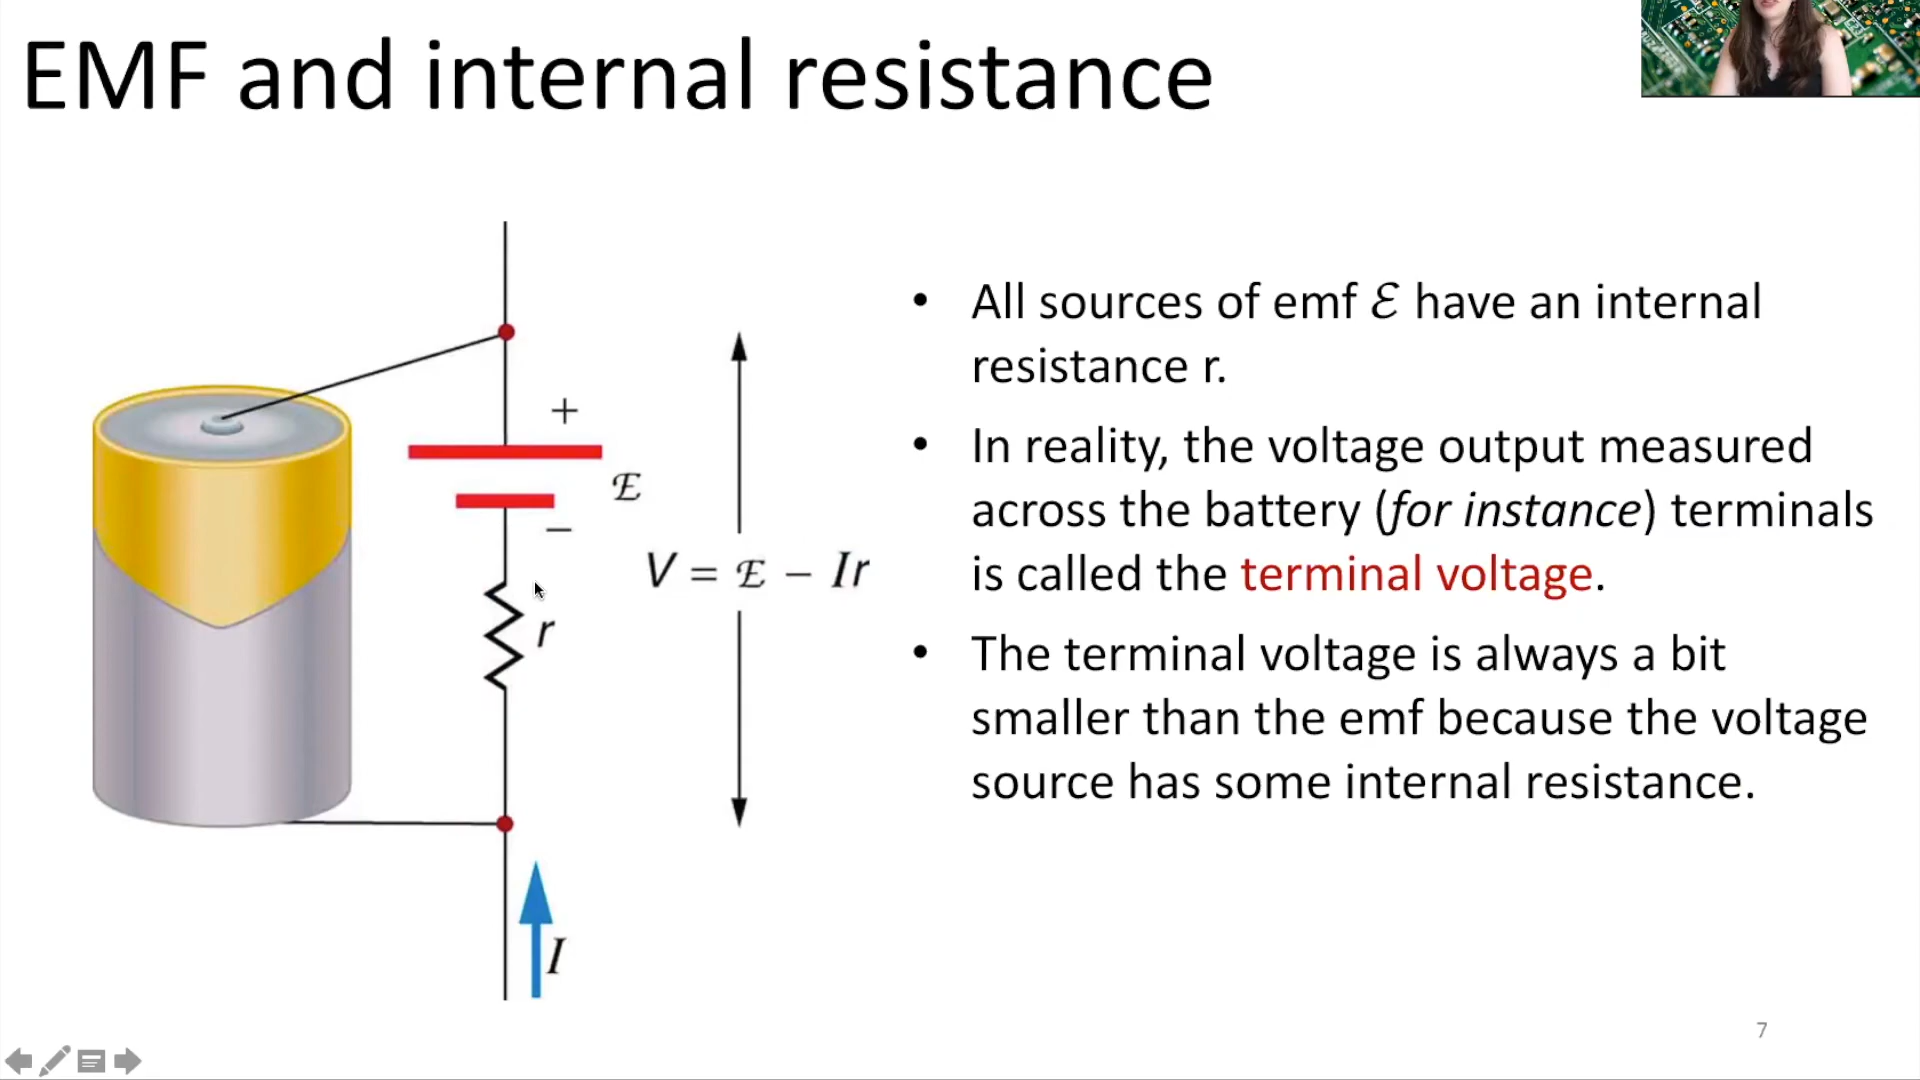 EMF and internal resistance
+
ℰ
−
V = ℰ − Ir
r
I
• All sources of emf ℰ have an internal
resistance r.
• In reality, the voltage output measured
across the battery (for instance) terminals
is called the terminal voltage.
• The terminal voltage is always a bit
smaller than the emf because the voltage
source has some internal resistance.
7